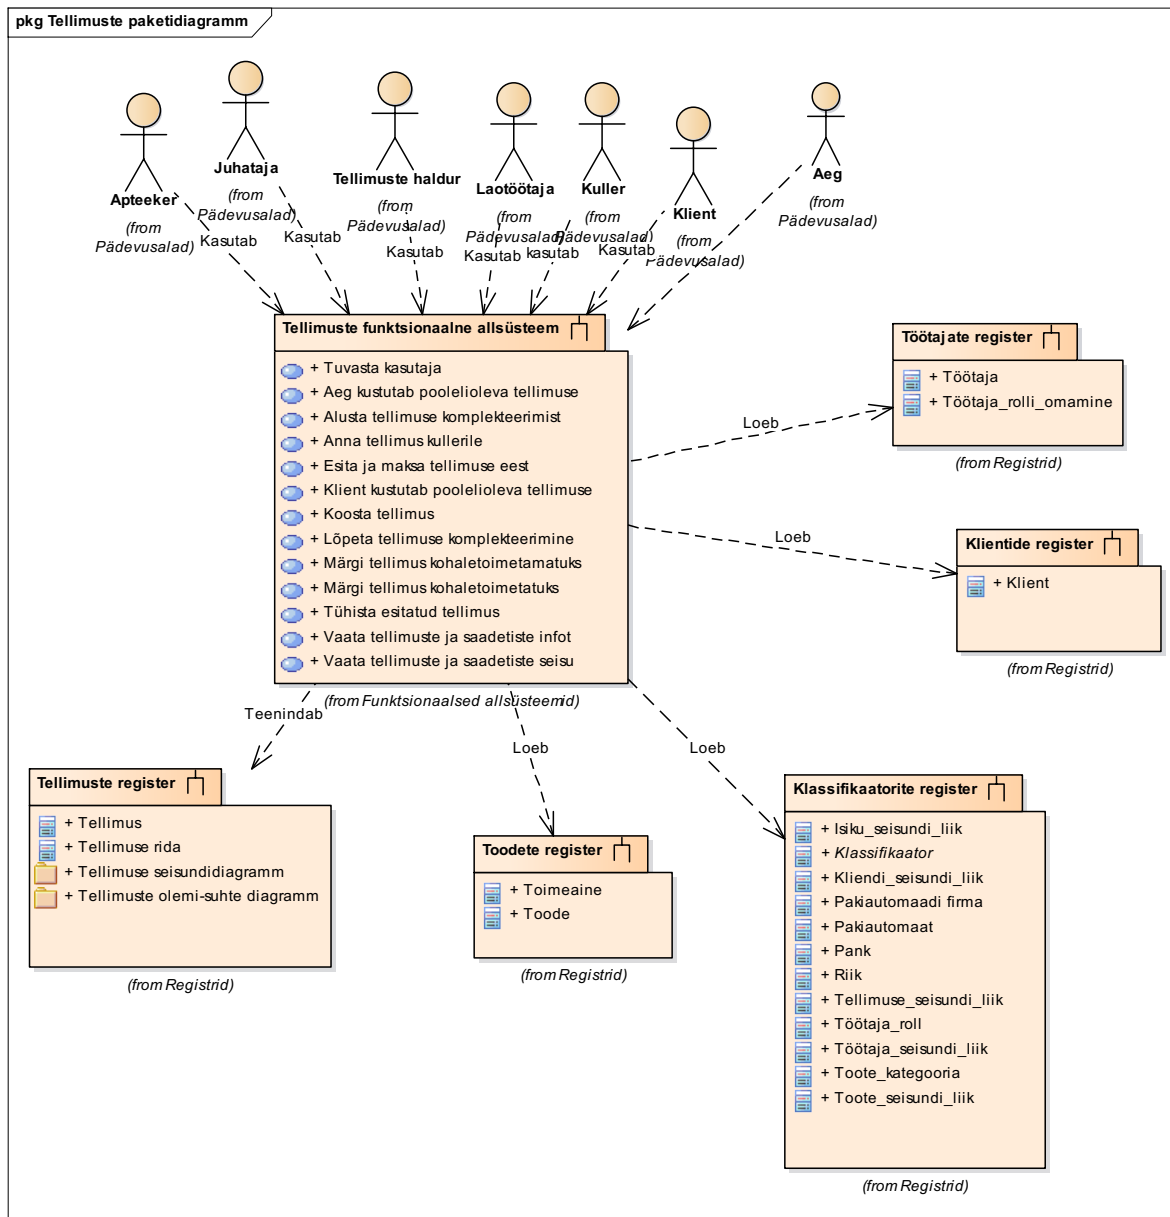 pkg Tellimuste paketidiagramm
Apteeker
(from
Pädevusalad)
Juhataja
(from
Pädevusalad)
Tellimuste haldur
(from
Pädevusalad)
Laotöötaja
(from
Pädevusalad)
Kuller
(from
Pädevusalad)
Klient
(from
Pädevusalad)
Aeg
(from
Pädevusalad)
Kasutab
Kasutab
Kasutab
Kasutab
kasutab
Kasutab
Tellimuste funktsionaalne allsüsteem
+ Tuvasta kasutaja
+ Aeg kustutab poolelioleva tellimuse
+ Alusta tellimuse komplekteerimist
+ Anna tellimus kullerile
+ Esita ja maksa tellimuse eest
+ Klient kustutab poolelioleva tellimuse
+ Koosta tellimus
+ Lõpeta tellimuse komplekteerimine
+ Märgi tellimus kohaletoimetamatuks
+ Märgi tellimus kohaletoimetatuks
+ Tühista esitatud tellimus
+ Vaata tellimuste ja saadetiste infot
+ Vaata tellimuste ja saadetiste seisu
(from Funktsionaalsed allsüsteemid)
Loeb
Töötajate register
+ Töötaja
+ Töötaja_rolli_omamine
(from Registrid)
Loeb
Klientide register
+ Klient
(from Registrid)
Teenindab
Tellimuste register
+ Tellimus
+ Tellimuse rida
+ Tellimuse seisundidiagramm
+ Tellimuste olemi-suhte diagramm
(from Registrid)
Loeb
Toodete register
+ Toimeaine
+ Toode
(from Registrid)
Loeb
Klassifikaatorite register
+ Isiku_seisundi_liik
+ Klassifikaator
+ Kliendi_seisundi_liik
+ Pakiautomaadi firma
+ Pakiautomaat
+ Pank
+ Riik
+ Tellimuse_seisundi_liik
+ Töötaja_roll
+ Töötaja_seisundi_liik
+ Toote_kategooria
+ Toote_seisundi_liik
(from Registrid)